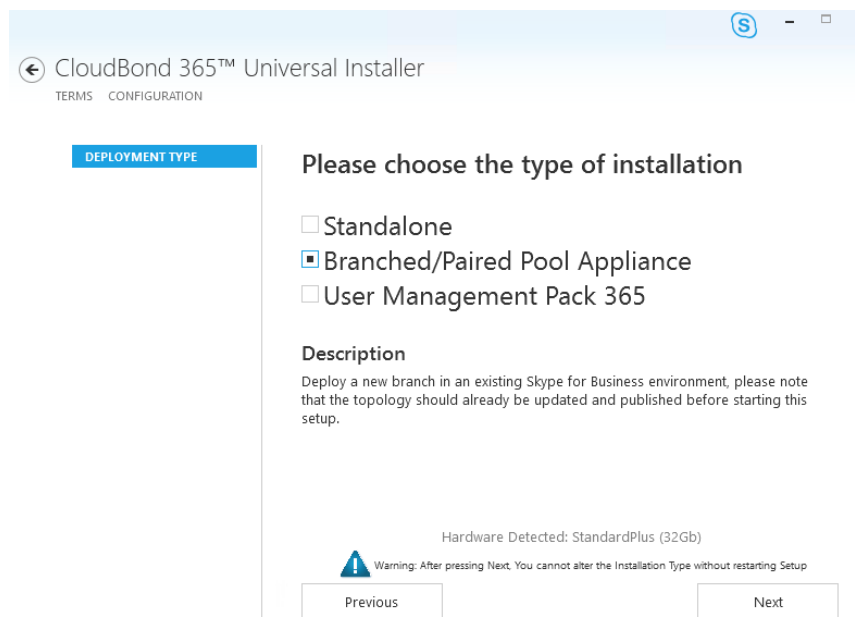 S
CloudBond 365™ Universal Installer
TERMS CONFIGURATION
DEPLOYMENT TYPE
Please choose the type of installation
Standalone
Branched/Paired Pool Appliance
User Management Pack 365
Description
Deploy a new branch in an existing Skype for Business environment, please note
that the topology should already be updated and published before starting this
setup.
Hardware Detected: StandardPlus (32Gb)
Warning: After pressing Next, You cannot alter the Installation Type without restarting Setup
Previous Next